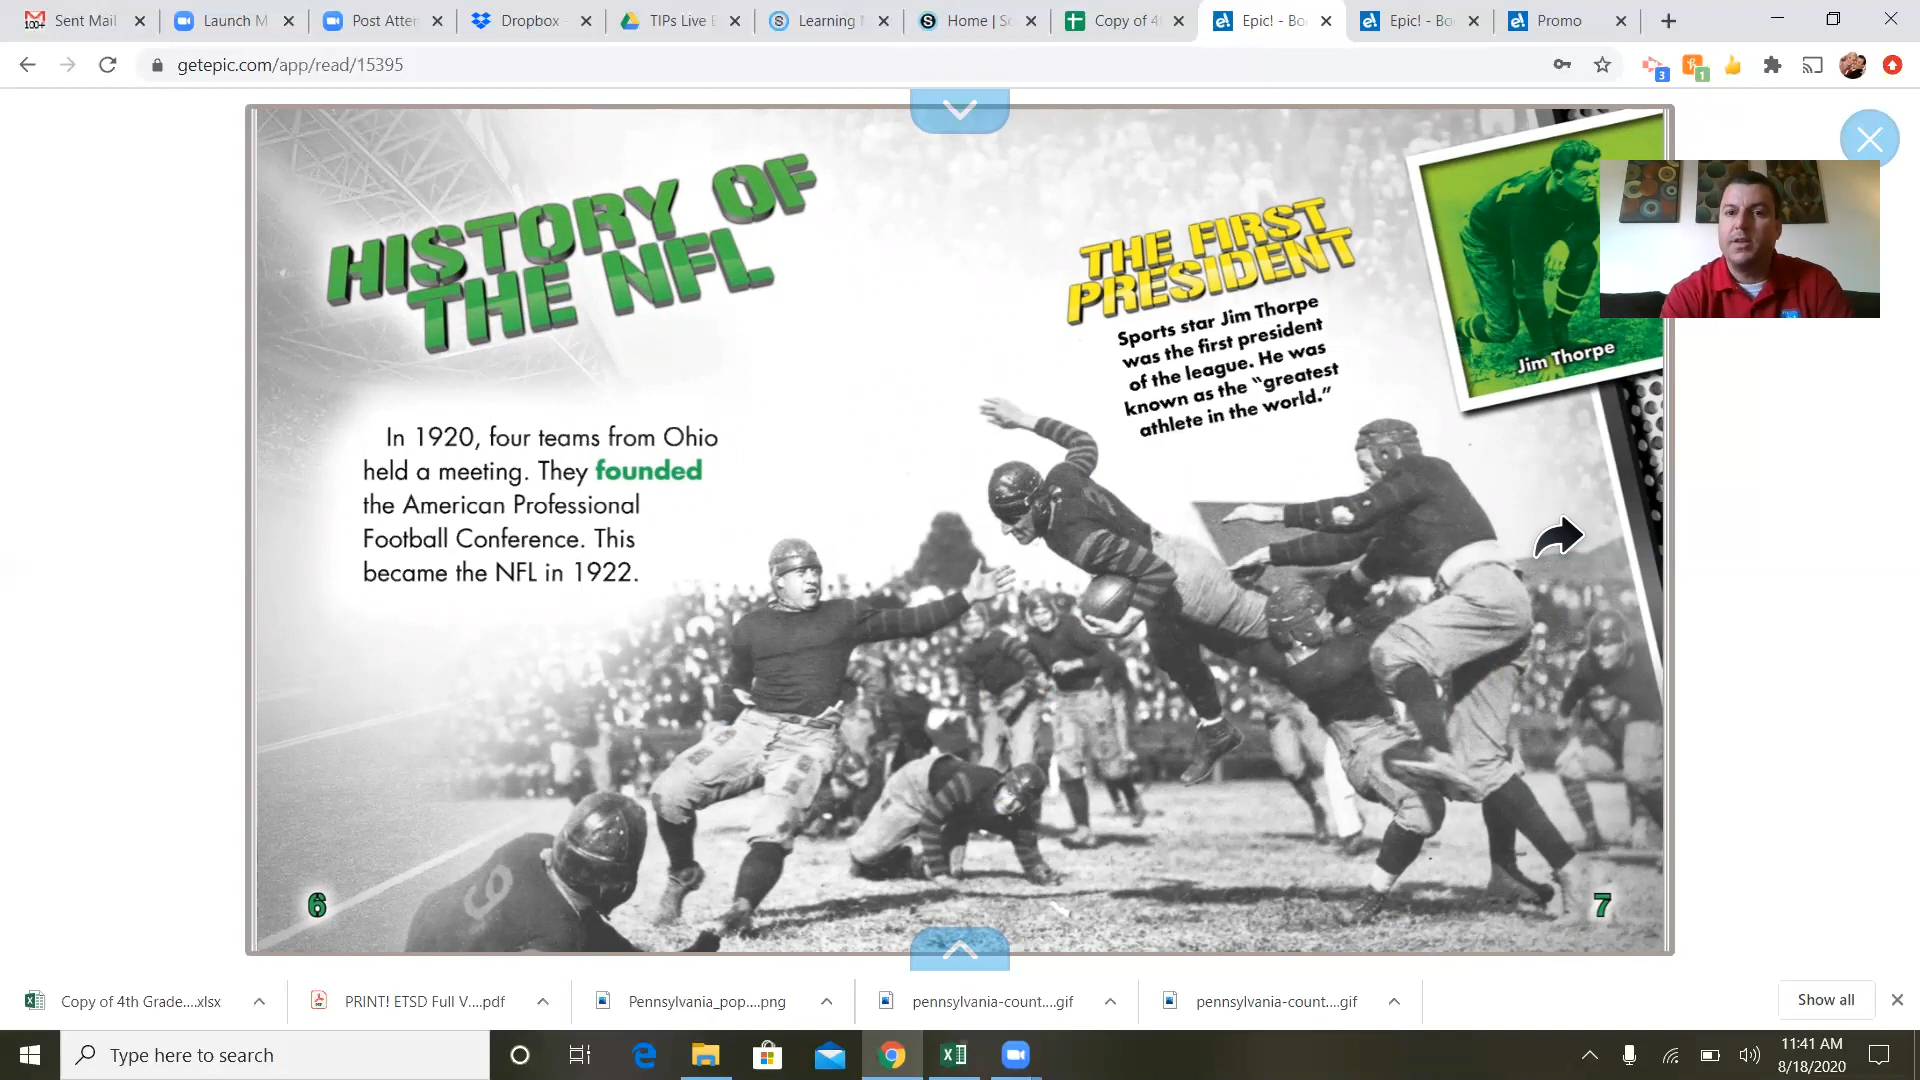 Sent Mail
Launch M
Post Atten
Dropbox
TIPs Live
Learning
Home | Sc
Copy of 4
Epic! - Bo
Epic! - Bo
Promo
getepic.com/app/read/15395
3
1
HISTORY OF
THE NFL
THE FIRST
PRESIDENT
Sports star Jim Thorpe
was the first president
of the league. He was
known as the “greatest
athlete in the world.”
Jim Thorpe
In 1920, four teams from Ohio
held a meeting. They founded
the American Professional
Football Conference. This
became the NFL in 1922.
6
7
Copy of 4th Grade....xlsx
PRINT! ETSD Full V....pdf
Pennsylvania_pop....png
pennsylvania-count....gif
pennsylvania-count....gif
Show all
Type here to search
11:41 AM
8/18/2020